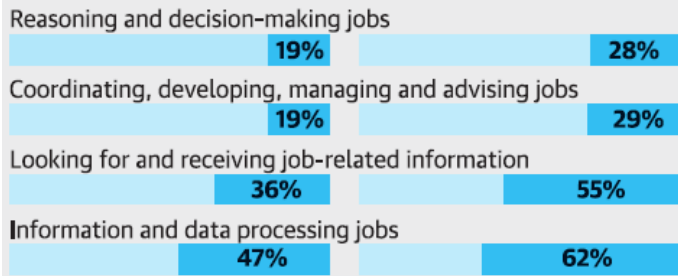 Reasoning and decision-making jobs
19% 28%
Coordinating, developing, managing and advising jobs
19% 29%
Looking for and receiving job-related information
36% 55%
Information and data processing jobs
47% 62%